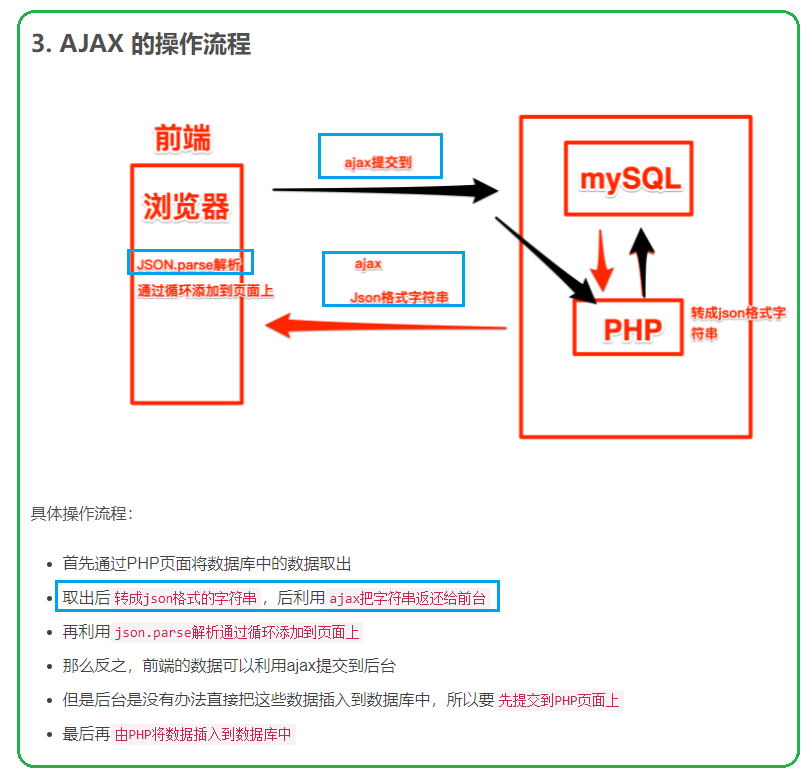 3. AJAX 的操作流程
前端
ajax提交到
mySQL
浏览器
JSON.parse解析
通过循环添加到页面上
ajax
Json格式字符串
PHP
转成json格式字
符串
具体操作流程：
首先通过PHP页面将数据库中的数据取出
取出后 转成json格式的字符串 ，后利用 ajax把字符串返还给前台
再利用 json.parse解析通过循环添加到页面上
那么反之，前端的数据可以利用ajax提交到后台
但是后台是没有办法直接把这些数据插入到数据库中，所以要 先提交到PHP页面上
最后再 由PHP将数据插入到数据库中